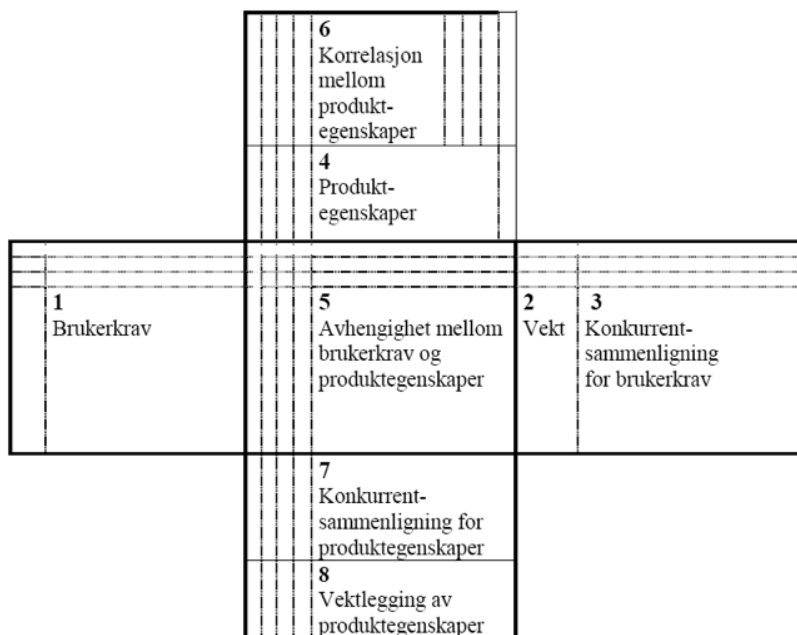 6
Korrelasjon
mellom
produkt-
egenskaper
4
Produkt-
egenskaper
1
Brukerkrav
5
Avhengighet mellom
brukerkrav og
produktegenskaper
2
Vekt
3
Konkurrent-
sammenligning
for brukerkrav
7
Konkurrent-
sammenligning for
produktegenskaper
8
Vektlegging av
produktegenskaper